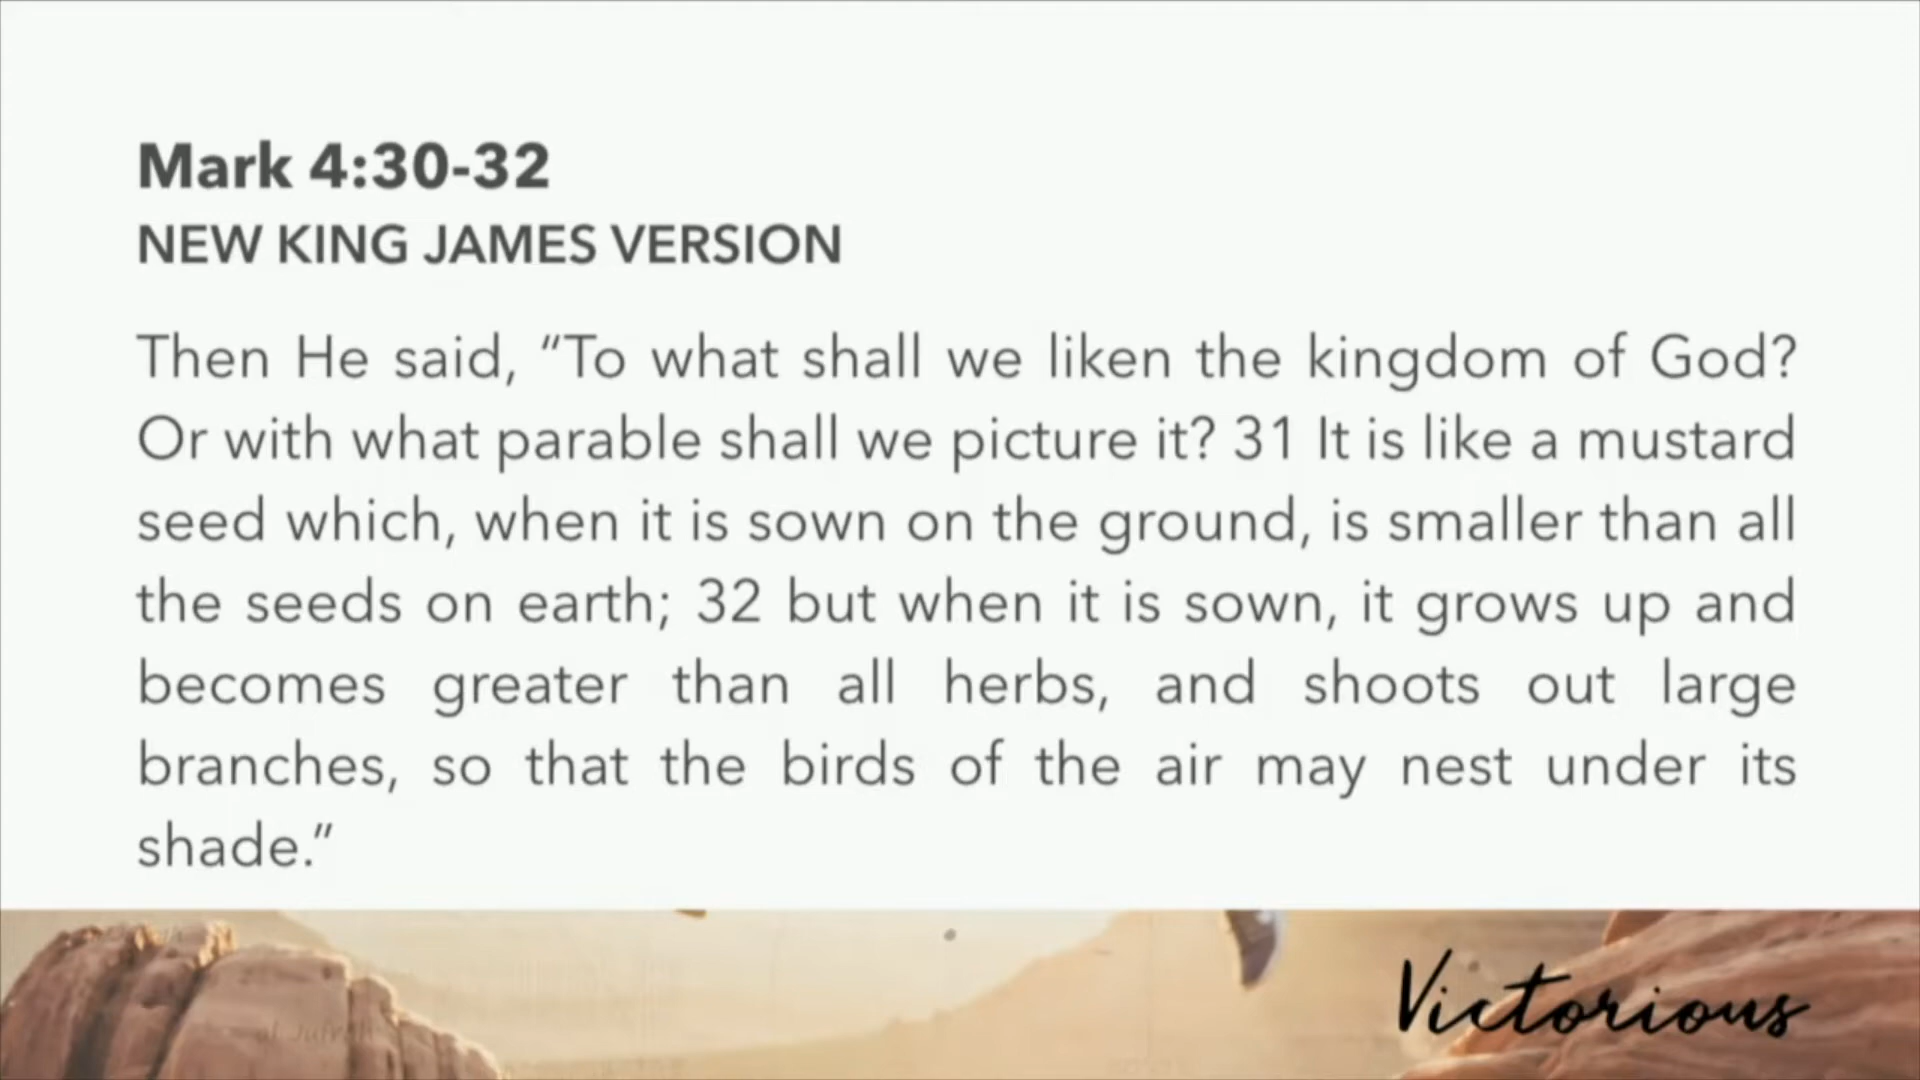 Mark 4:30-32
NEW KING JAMES VERSION
Then He said, “To what shall we liken the kingdom of God?
Or with what parable shall we picture it? 31 It is like a mustard
seed which, when it is sown on the ground, is smaller than all
the seeds on earth; 32 but when it is sown, it grows up and
becomes greater than all herbs, and shoots out large
branches, so that the birds of the air may nest under its
shade.”
Victorious